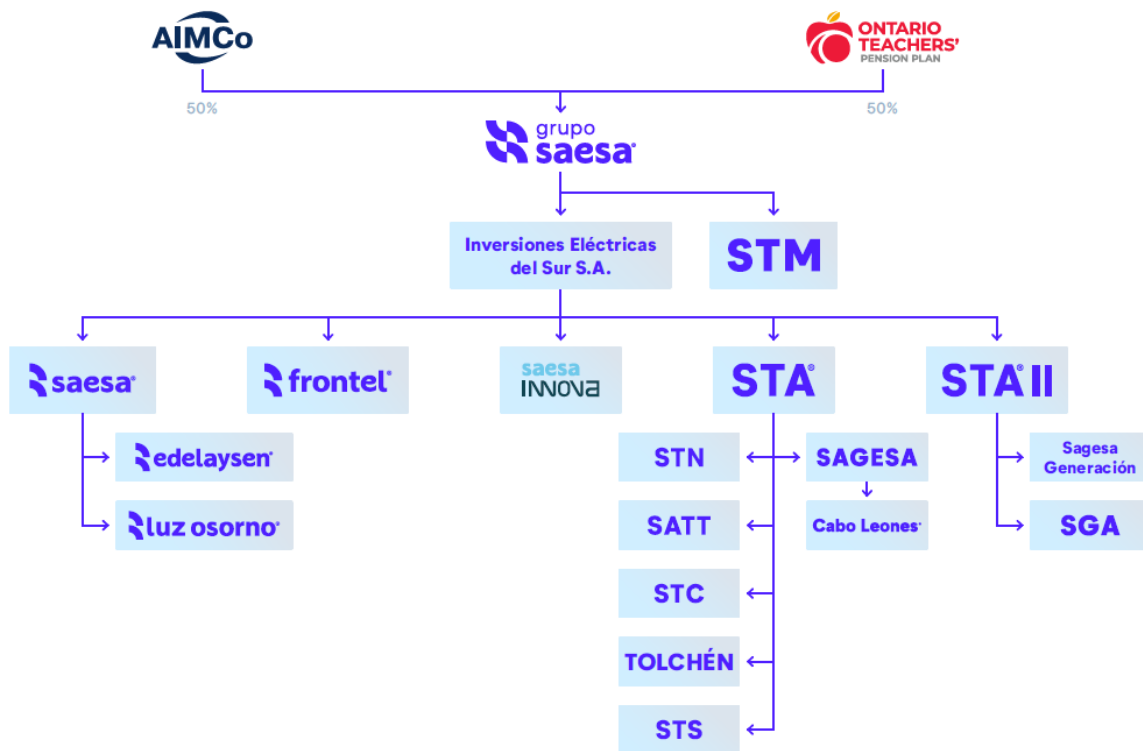 AIMCo
ONTARIO
TEACHERS'
PENSION PLAN
50%
50%
grupo
saesa®
Inversiones Eléctricas
del Sur S.A.
STM
saesa®
frontel®
saesa
INNOVA
STA®
STA® II
edelaysen®
luz osorno®
STN
SATT
STC
TOLCHÉN
STS
SAGESA
Cabo Leones®
Sagesa
Generación
SGA